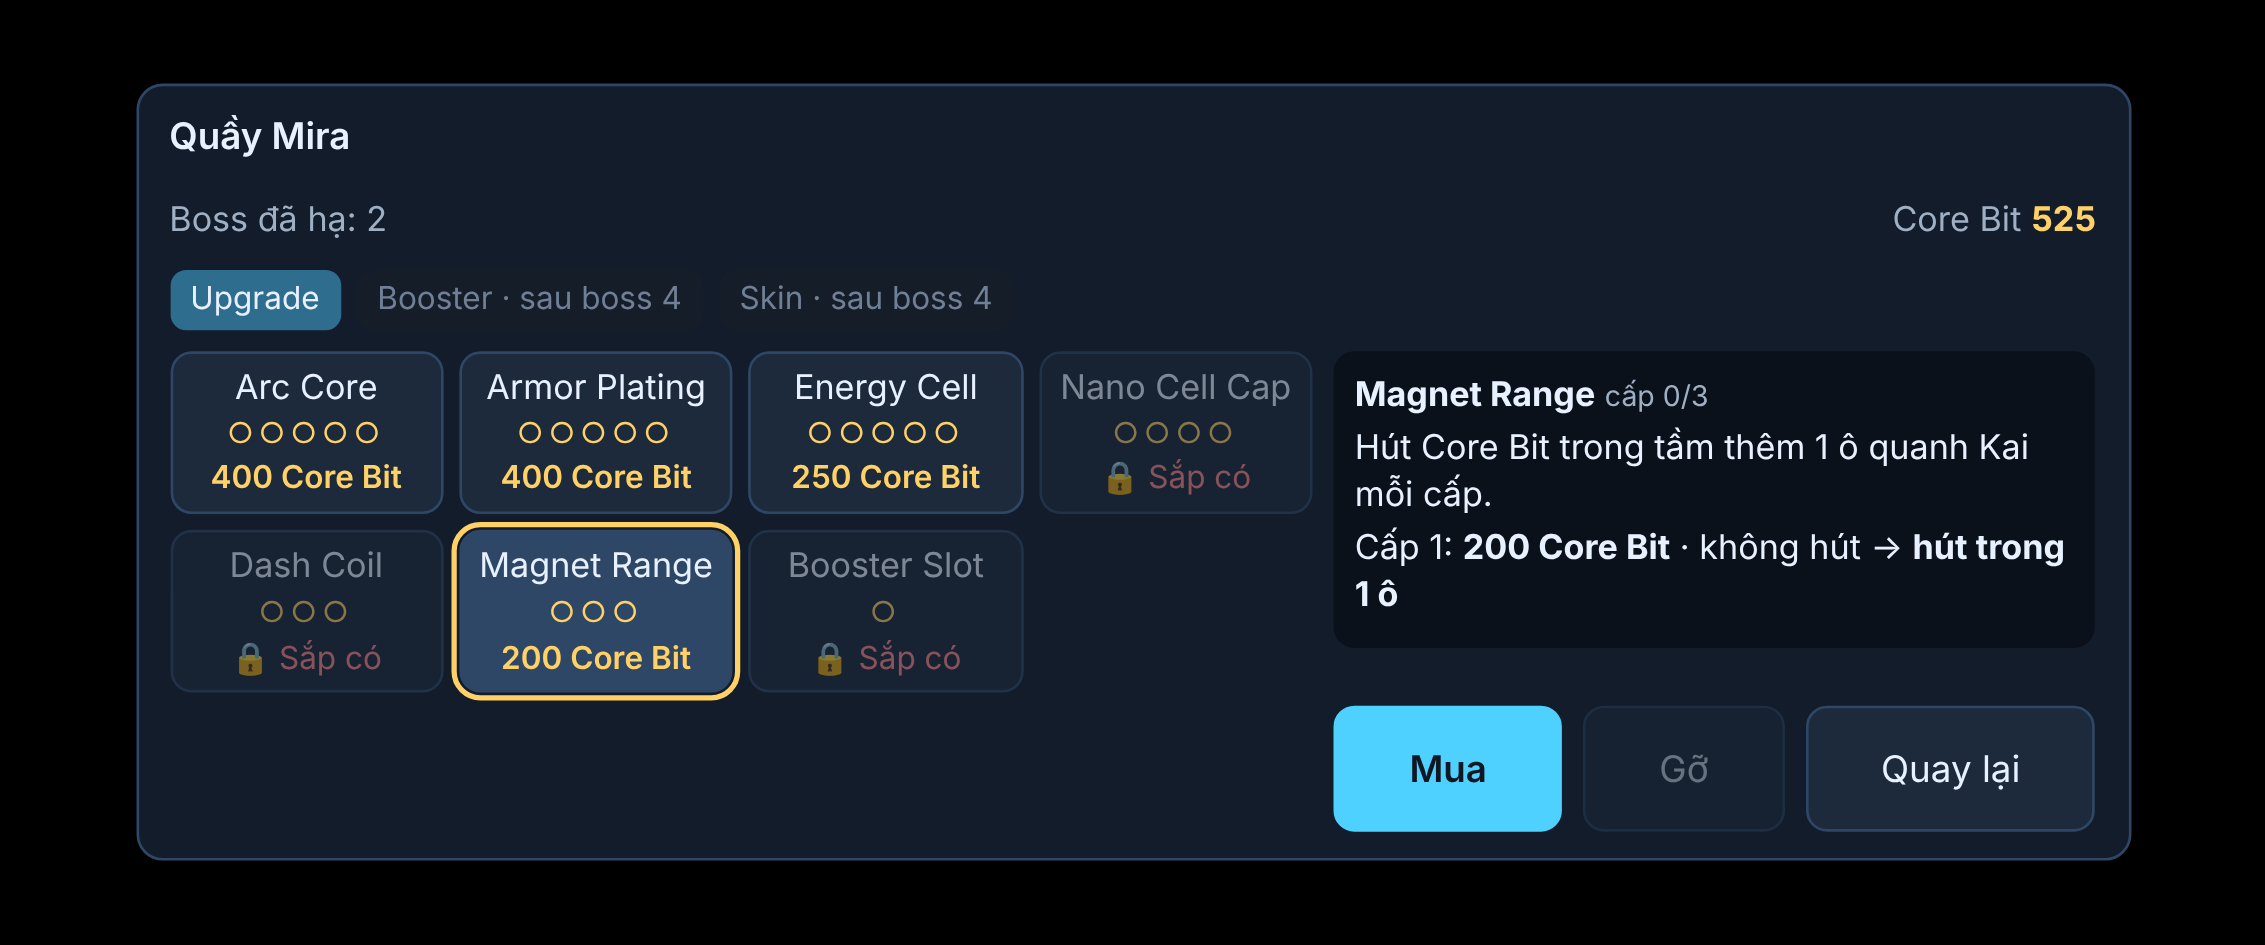 Quầy Mira
Boss đã hạ: 2
Core Bit 525
Upgrade
Booster · sau boss 4
Skin · sau boss 4
Arc Core
○○○○○
400 Core Bit
Armor Plating
○○○○○
400 Core Bit
Energy Cell
○○○○○
250 Core Bit
Nano Cell Cap
○○○○
🔒 Sắp có
Dash Coil
○○○
🔒 Sắp có
Magnet Range
○○○
200 Core Bit
Booster Slot
○
🔒 Sắp có
Magnet Range cấp 0/3
Hút Core Bit trong tầm thêm 1 ô quanh Kai
mỗi cấp.
Cấp 1: 200 Core Bit · không hút → hút trong
1 ô
Mua
Gỡ
Quay lại